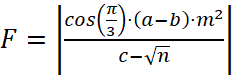 F = |cos(π/3)·(a−b)·m² / c−√n|